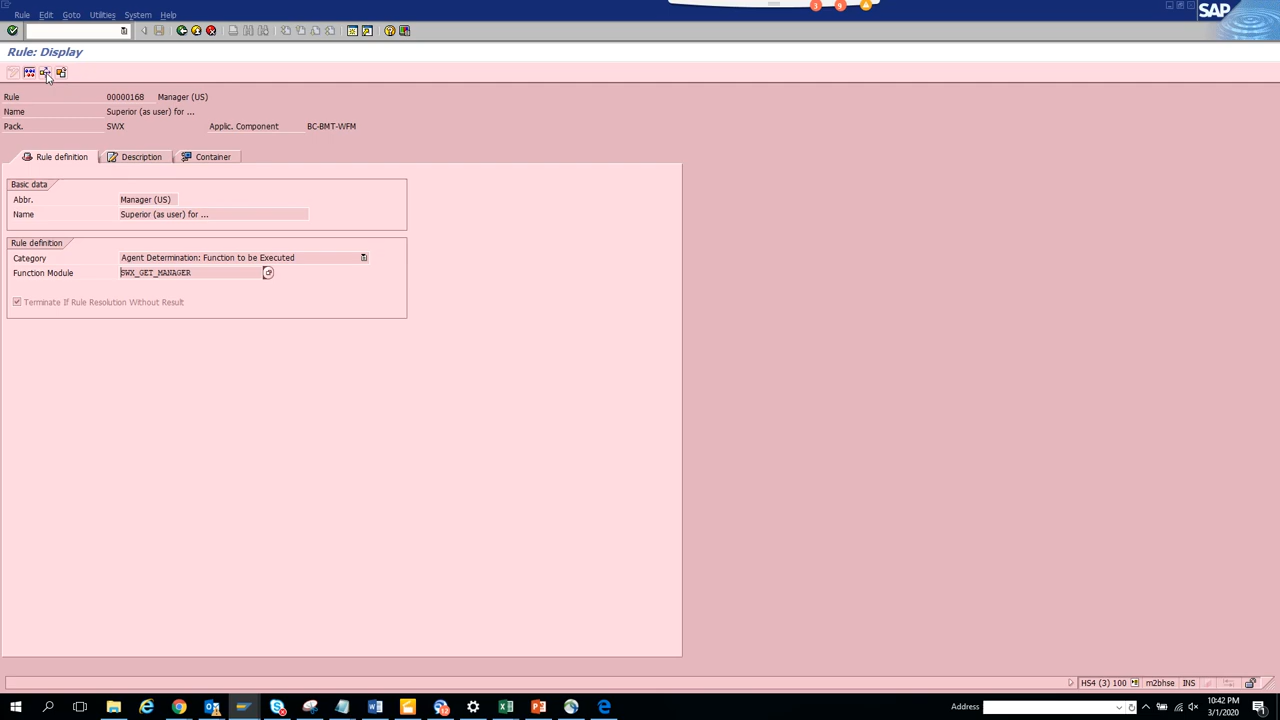 Rule Edit Goto Utilities System Help
3 9
SAP
Rule: Display
Rule 00000168 Manager (US)
Name Superior (as user) for ...
Pack. SWX Applic. Component BC-BMT-WFM
Rule definition Description Container
Basic data
Abbr. Manager (US)
Name Superior (as user) for ...
Rule definition
Category Agent Determination: Function to be Executed
Function Module SWX_GET_MANAGER
Terminate If Rule Resolution Without Result
HS4 (3) 100 m2bhse INS
Address
10:42 PM
3/1/2020